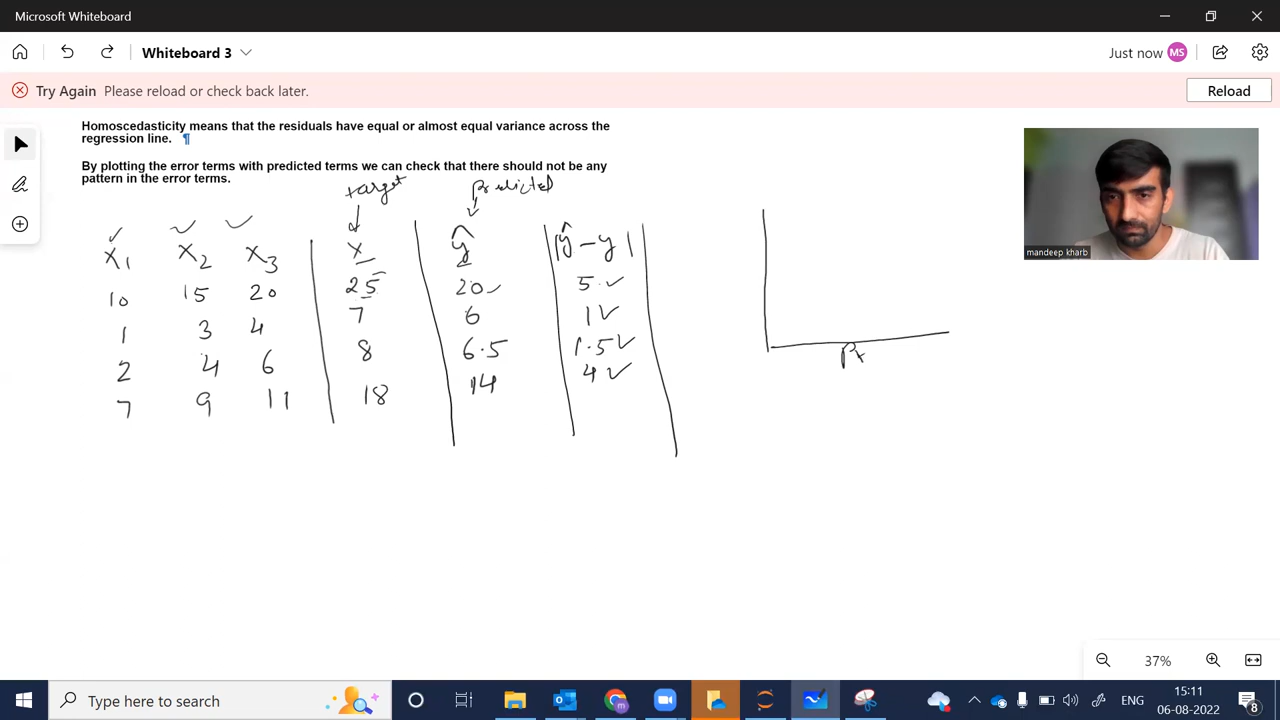 Microsoft Whiteboard
Whiteboard 3
Just now MS
Try Again Please reload or check back later.
Reload
Homoscedasticity means that the residuals have equal or almost equal variance across the
regression line. ¶
By plotting the error terms with predicted terms we can check that there should not be any
pattern in the error terms.
target predicted
x₁ x₂ x₃ ŷ |ŷ - y|
10 15 20 25 20 5
1 3 4 7 6 1
2 4 6 8 6.5 1.5
7 9 11 18 14 4
mandeep kharb
37%
Type here to search
ENG
15:11
06-08-2022
8